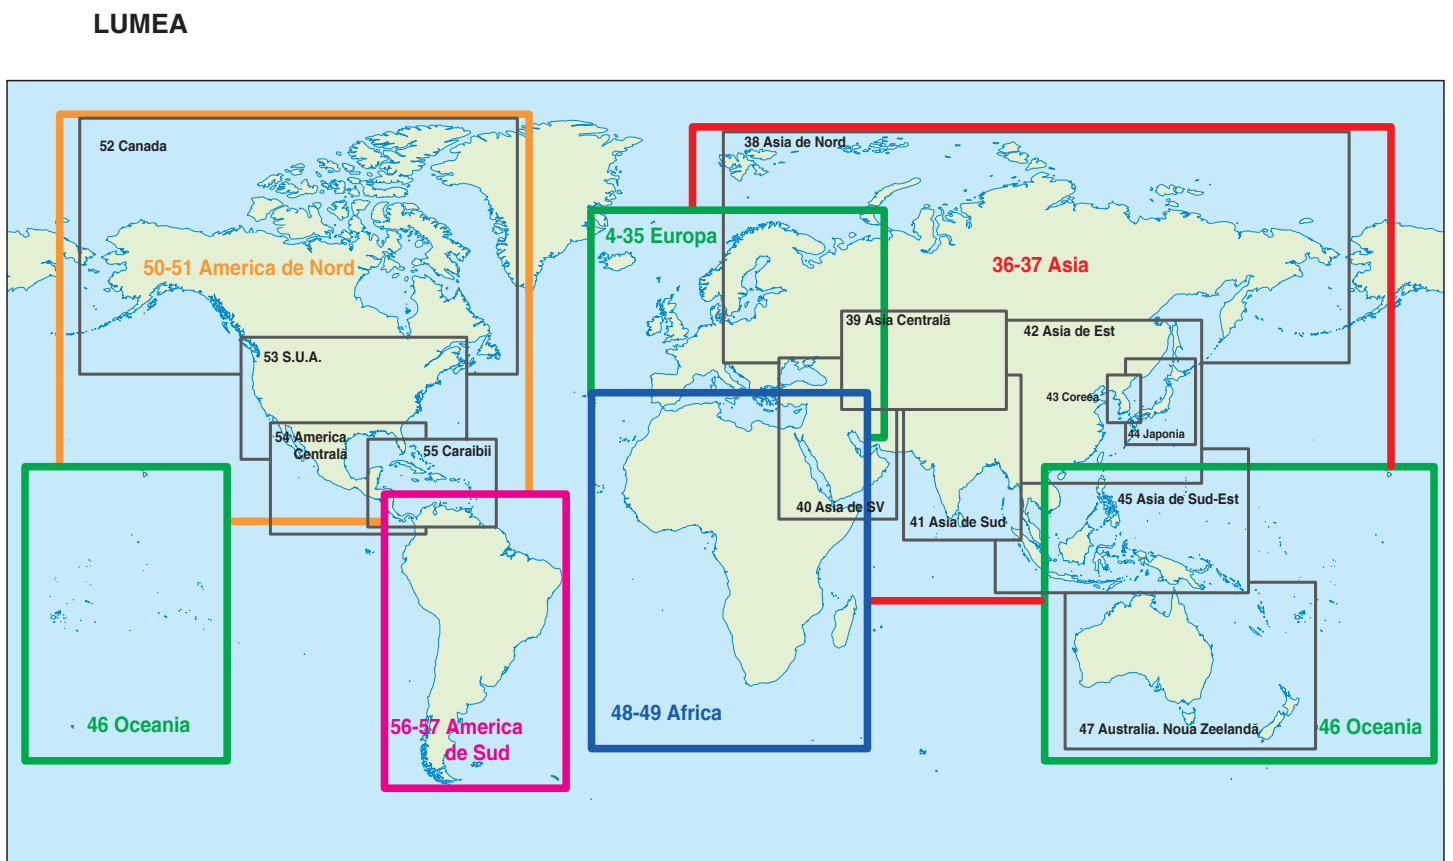 LUMEA
52 Canada
38 Asia de Nord
4-35 Europa
50-51 America de Nord
36-37 Asia
39 Asia Centrală
42 Asia de Est
53 S.U.A.
43 Coreea
44 Japonia
54 America
Centrală
55 Caraibii
45 Asia de Sud-Est
40 Asia de SV
41 Asia de Sud
48-49 Africa
46 Oceania
56-57 America
de Sud
47 Australia. Noua Zeelandă
46 Oceania